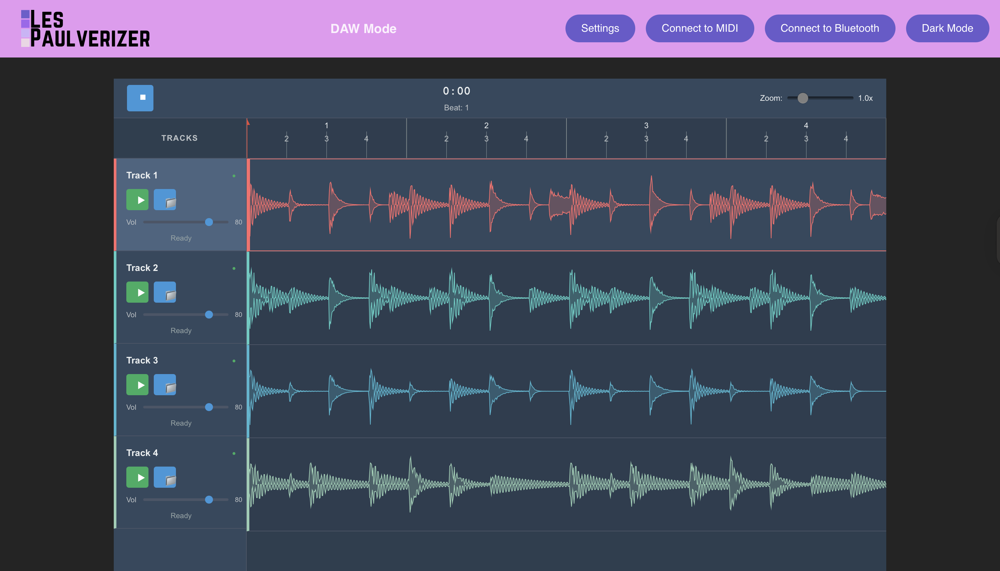 LES
PAULVERIZER
DAW Mode
Settings
Connect to MIDI
Connect to Bluetooth
Dark Mode
0:00
Beat: 1
Zoom:
1.0x
TRACKS
1 2 3 4
2 3 4 2 3 4 2 3 4 2 3 4
Track 1
Vol 80
Ready
Track 2
Vol 80
Ready
Track 3
Vol 80
Ready
Track 4
Vol 80
Ready